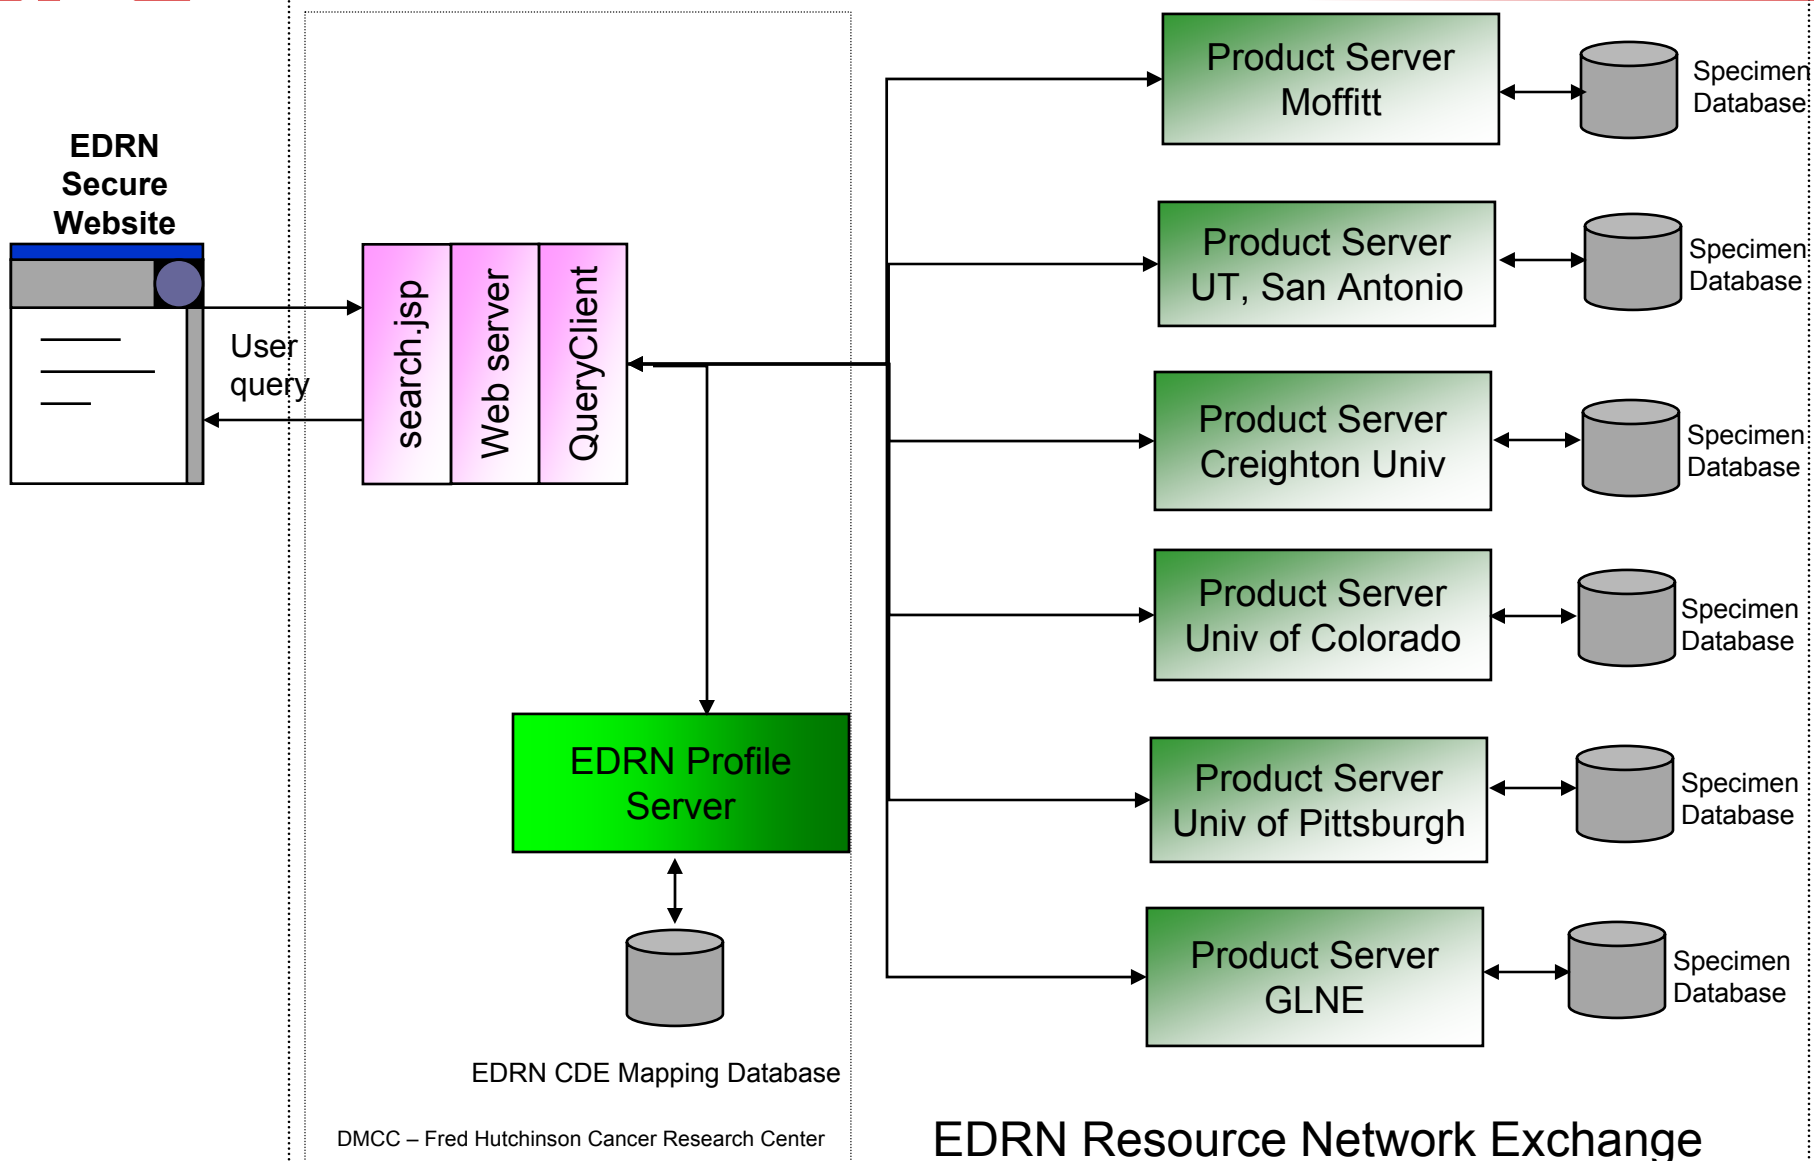 EDRN
Secure
Website
User
query
search.jsp
Web server
QueryClient
EDRN Profile
Server
EDRN CDE Mapping Database
DMCC – Fred Hutchinson Cancer Research Center
Product Server
Moffitt
Specimen
Database
Product Server
UT, San Antonio
Specimen
Database
Product Server
Creighton Univ
Specimen
Database
Product Server
Univ of Colorado
Specimen
Database
Product Server
Univ of Pittsburgh
Specimen
Database
Product Server
GLNE
Specimen
Database
EDRN Resource Network Exchange